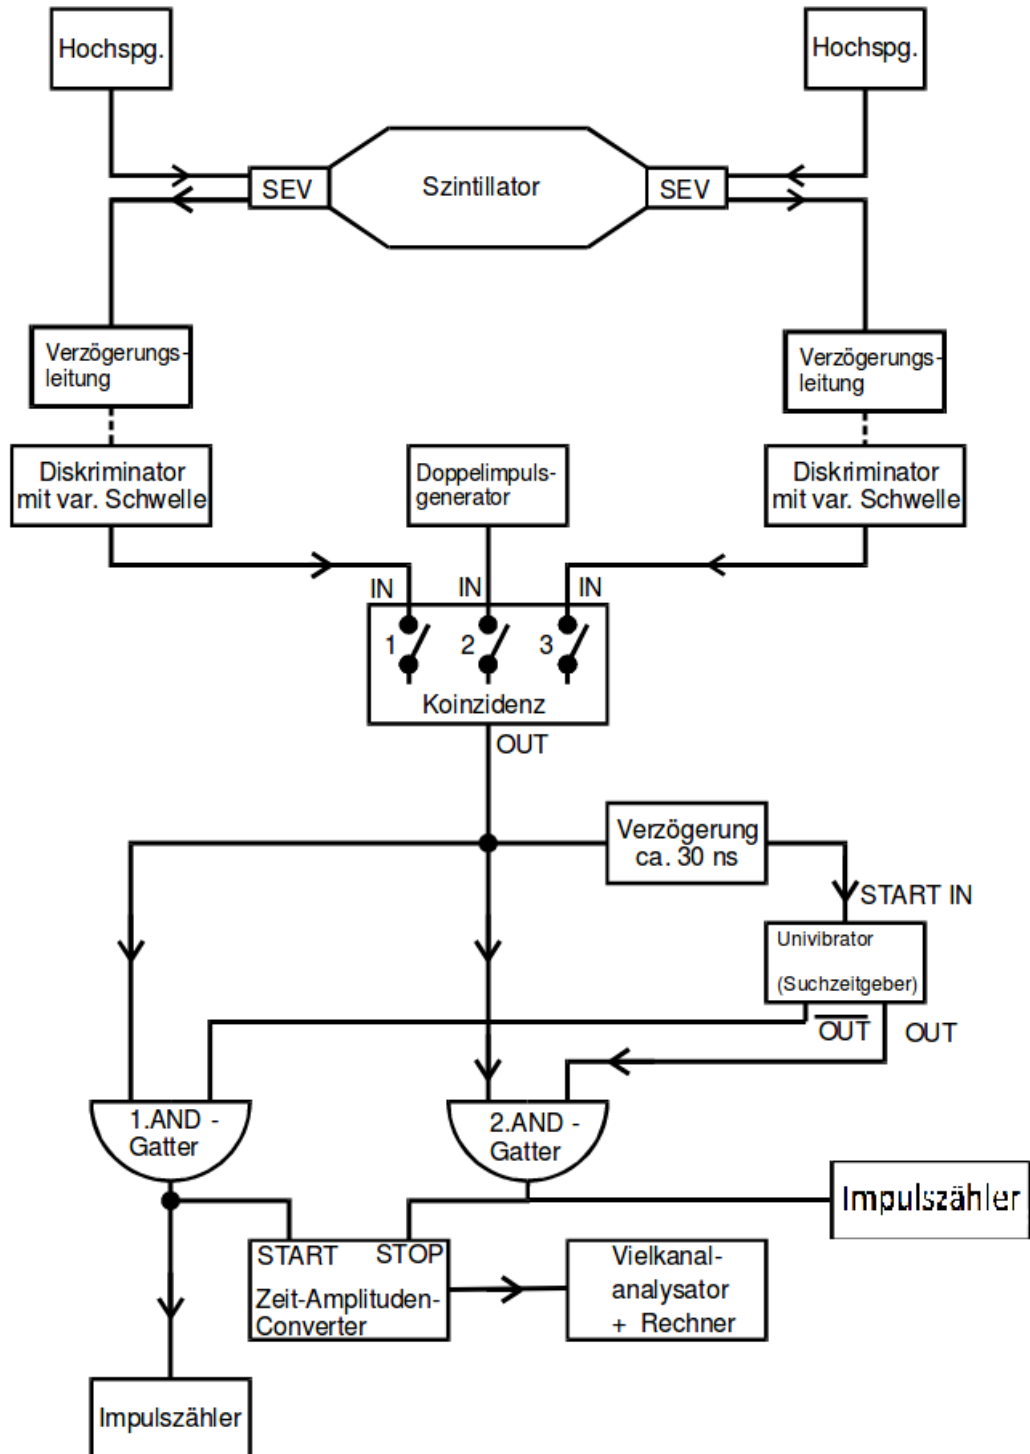 Hochspg.
Hochspg.
SEV
Szintillator
SEV
Verzögerungs-
leitung
Verzögerungs-
leitung
Diskriminator
mit var. Schwelle
Doppelimpuls-
generator
Diskriminator
mit var. Schwelle
IN
IN
IN
1
2
3
Koinzidenz
OUT
Verzögerung
ca. 30 ns
START IN
Univibrator
(Suchzeitgeber)
OUT
OUT
1.AND -
Gatter
2.AND -
Gatter
Impulszähler
START
STOP
Zeit-Amplituden-
Converter
Vielkanal-
analysator
+ Rechner
Impulszähler